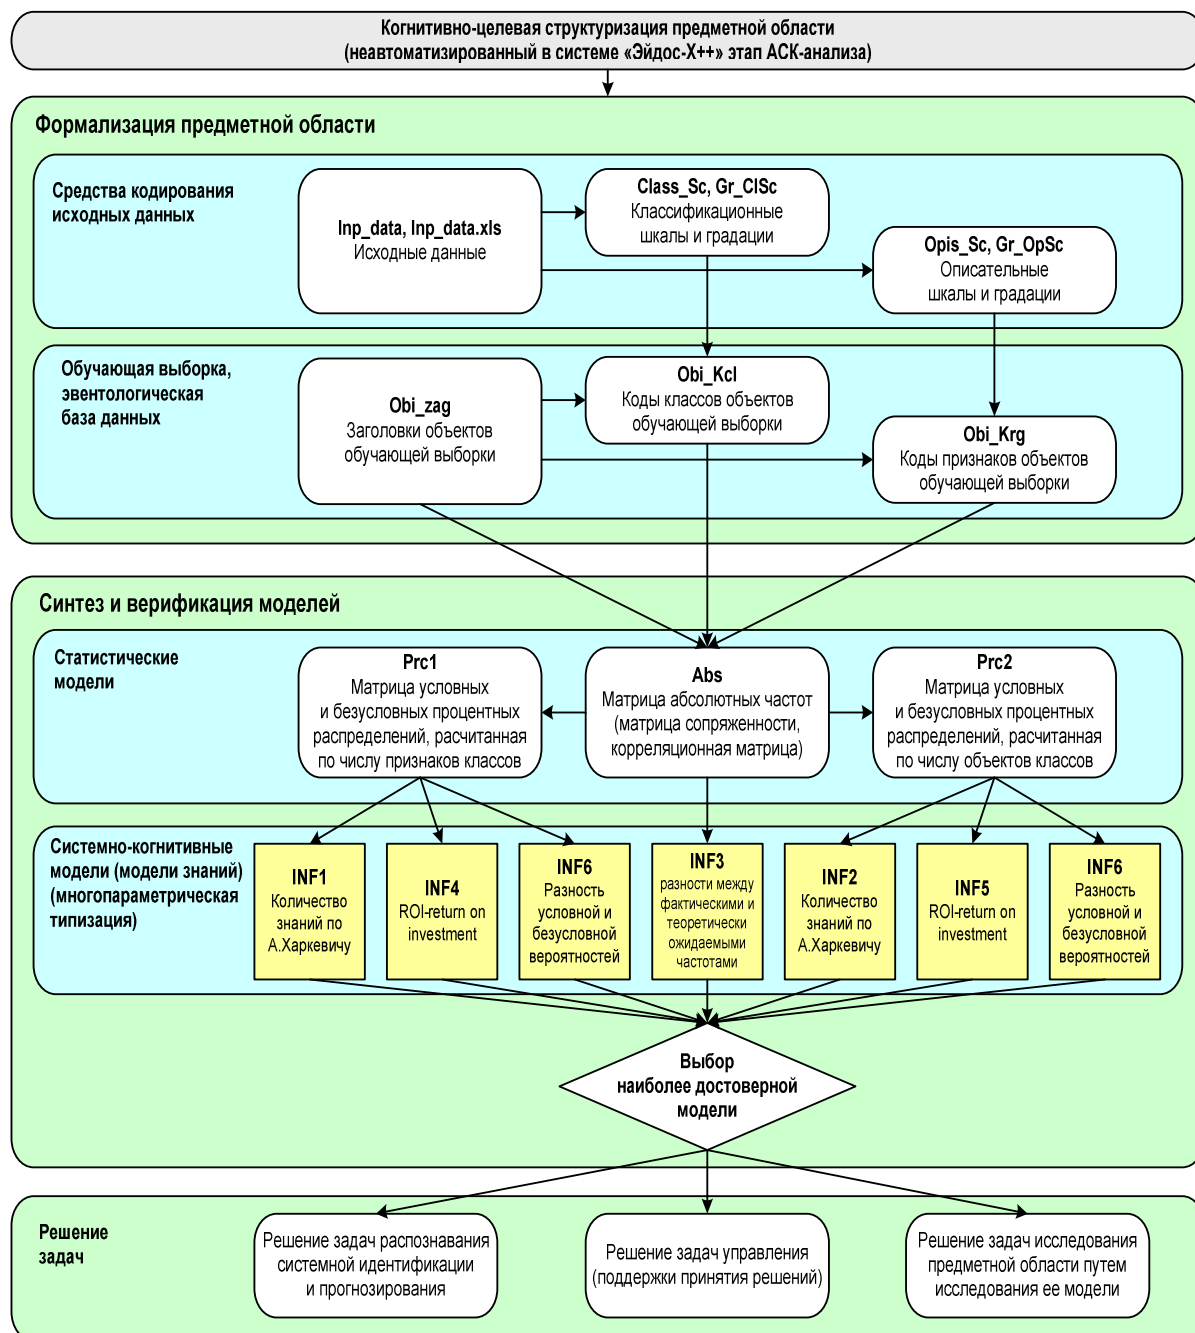 Когнитивно-целевая структуризация предметной области
(неавтоматизированный в системе «Эйдос-X++» этап АСК-анализа)
Формализация предметной области
Средства кодирования
исходных данных
Inp_data, Inp_data.xls
Исходные данные
Class_Sc, Gr_ClSc
Классификационные
шкалы и градации
Opis_Sc, Gr_OpSc
Описательные
шкалы и градации
Обучающая выборка,
эвентологическая
база данных
Obi_zag
Заголовки объектов
обучающей выборки
Obi_Kcl
Коды классов объектов
обучающей выборки
Obi_Krg
Коды признаков объектов
обучающей выборки
Синтез и верификация моделей
Статистические
модели
Prc1
Матрица условных
и безусловных процентных
распределений, расчитанная
по числу признаков классов
Abs
Матрица абсолютных частот
(матрица сопряженности,
корреляционная матрица)
Prc2
Матрица условных
и безусловных процентных
распределений, расчитанная
по числу объектов классов
Системно-когнитивные
модели (модели знаний)
(многопараметрическая
типизация)
INF1
Количество
знаний по
А.Харкевичу
INF4
ROI-return on
investment
INF6
Разность
условной и
безусловной
вероятностей
INF3
разности между
фактическими и
теоретически
ожидаемыми
частотами
INF2
Количество
знаний по
А.Харкевичу
INF5
ROI-return on
investment
INF6
Разность
условной и
безусловной
вероятностей
Выбор
наиболее достоверной
модели
Решение
задач
Решение задач распознавания
системной идентификации
и прогнозирования
Решение задач управления
(поддержки принятия решений)
Решение задач исследования
предметной области путем
исследования ее модели